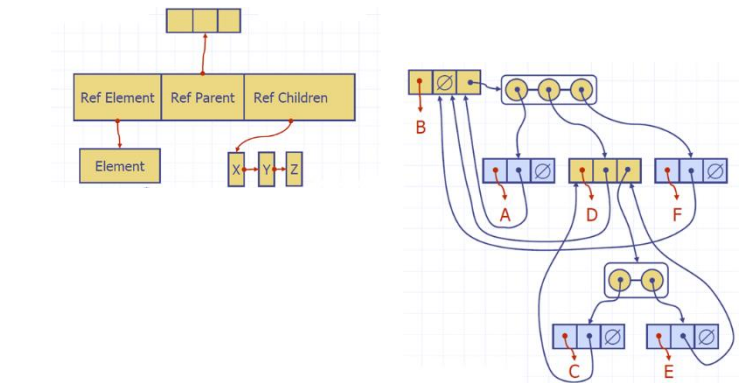 Ref Element Ref Parent Ref Children
Element
X Y Z
∅
B
∅ ∅
A D F
∅ ∅
C E